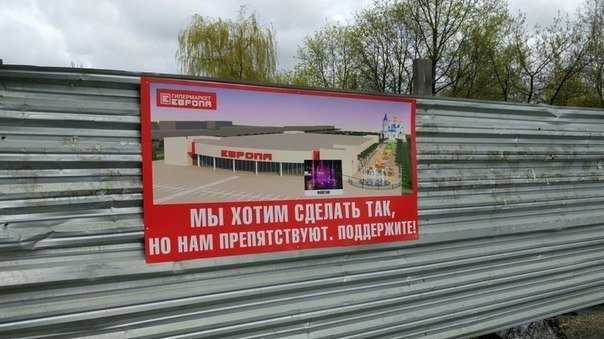 ГИПЕРМАРКЕТ
ЕВРОПА
ЕВРОПА
МЫ ХОТИМ СДЕЛАТЬ ТАК,
НО НАМ ПРЕПЯТСТВУЮТ. ПОДДЕРЖИТЕ!